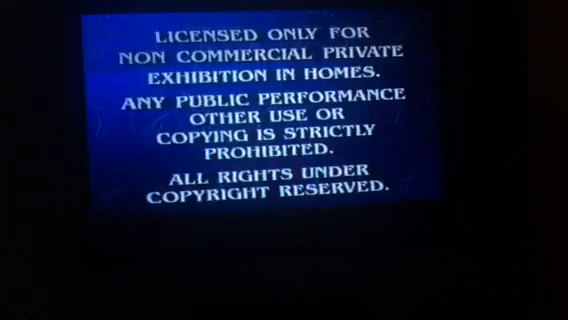 LICENSED ONLY FOR
NON COMMERCIAL PRIVATE
EXHIBITION IN HOMES.
ANY PUBLIC PERFORMANCE
OTHER USE OR
COPYING IS STRICTLY
PROHIBITED.
ALL RIGHTS UNDER
COPYRIGHT RESERVED.